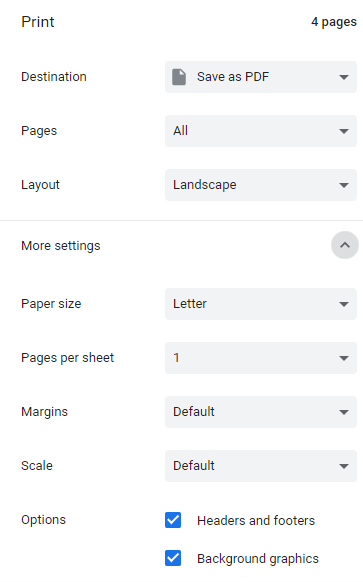 Print 4 pages
Destination Save as PDF
Pages All
Layout Landscape
More settings
Paper size Letter
Pages per sheet 1
Margins Default
Scale Default
Options Headers and footers
Background graphics